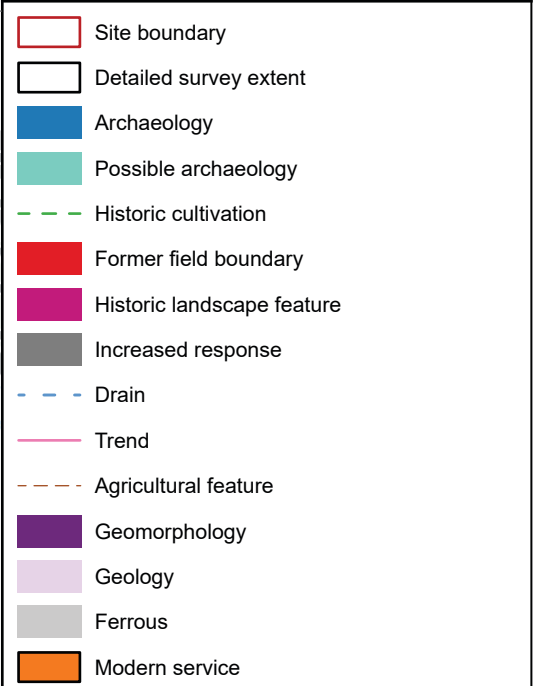 Site boundary
Detailed survey extent
Archaeology
Possible archaeology
Historic cultivation
Former field boundary
Historic landscape feature
Increased response
Drain
Trend
Agricultural feature
Geomorphology
Geology
Ferrous
Modern service